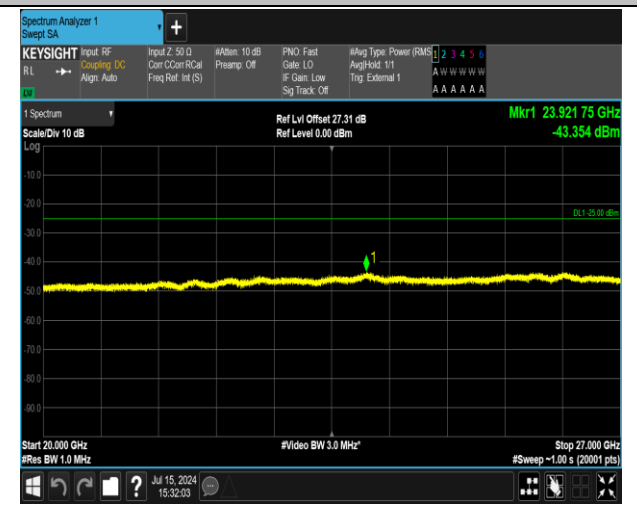 Spectrum Analyzer 1
Swept SA
+
KEYSIGHT Input: RF Input Z: 50 Ω #Atten: 10 dB PNO: Fast #Avg Type: Power (RMS 1 2 3 4 5 6
RL Coupling: DC Corr CCorr RCal Preamp: Off Gate: LO Avg|Hold: 1/1 A W W W W W
Align: Auto Freq Ref: Int (S) IF Gain: Low Trig: External 1
Sig Track: Off A A A A A A
1 Spectrum
Ref Lvl Offset 27.31 dB Mkr1 23.921 75 GHz
Scale/Div 10 dB Ref Level 0.00 dBm -43.354 dBm
Log
-10.0
-20.0
DL1 -25.00 dBm
-30.0
-40.0
1
-50.0
-60.0
-70.0
-80.0
-90.0
Start 20.000 GHz #Video BW 3.0 MHz* Stop 27.000 GHz
#Res BW 1.0 MHz #Sweep ~1.00 s (20001 pts)
? Jul 15, 2024
15:32:03